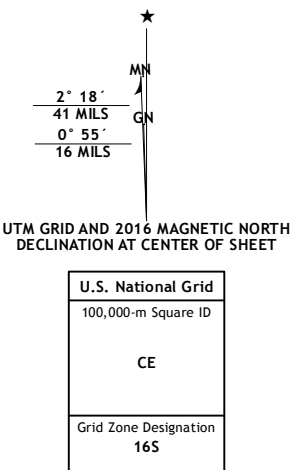 ★
MN
2° 18´
41 MILS
GN
0° 55´
16 MILS
UTM GRID AND 2016 MAGNETIC NORTH
DECLINATION AT CENTER OF SHEET
U.S. National Grid
100,000-m Square ID
CE
Grid Zone Designation
16S